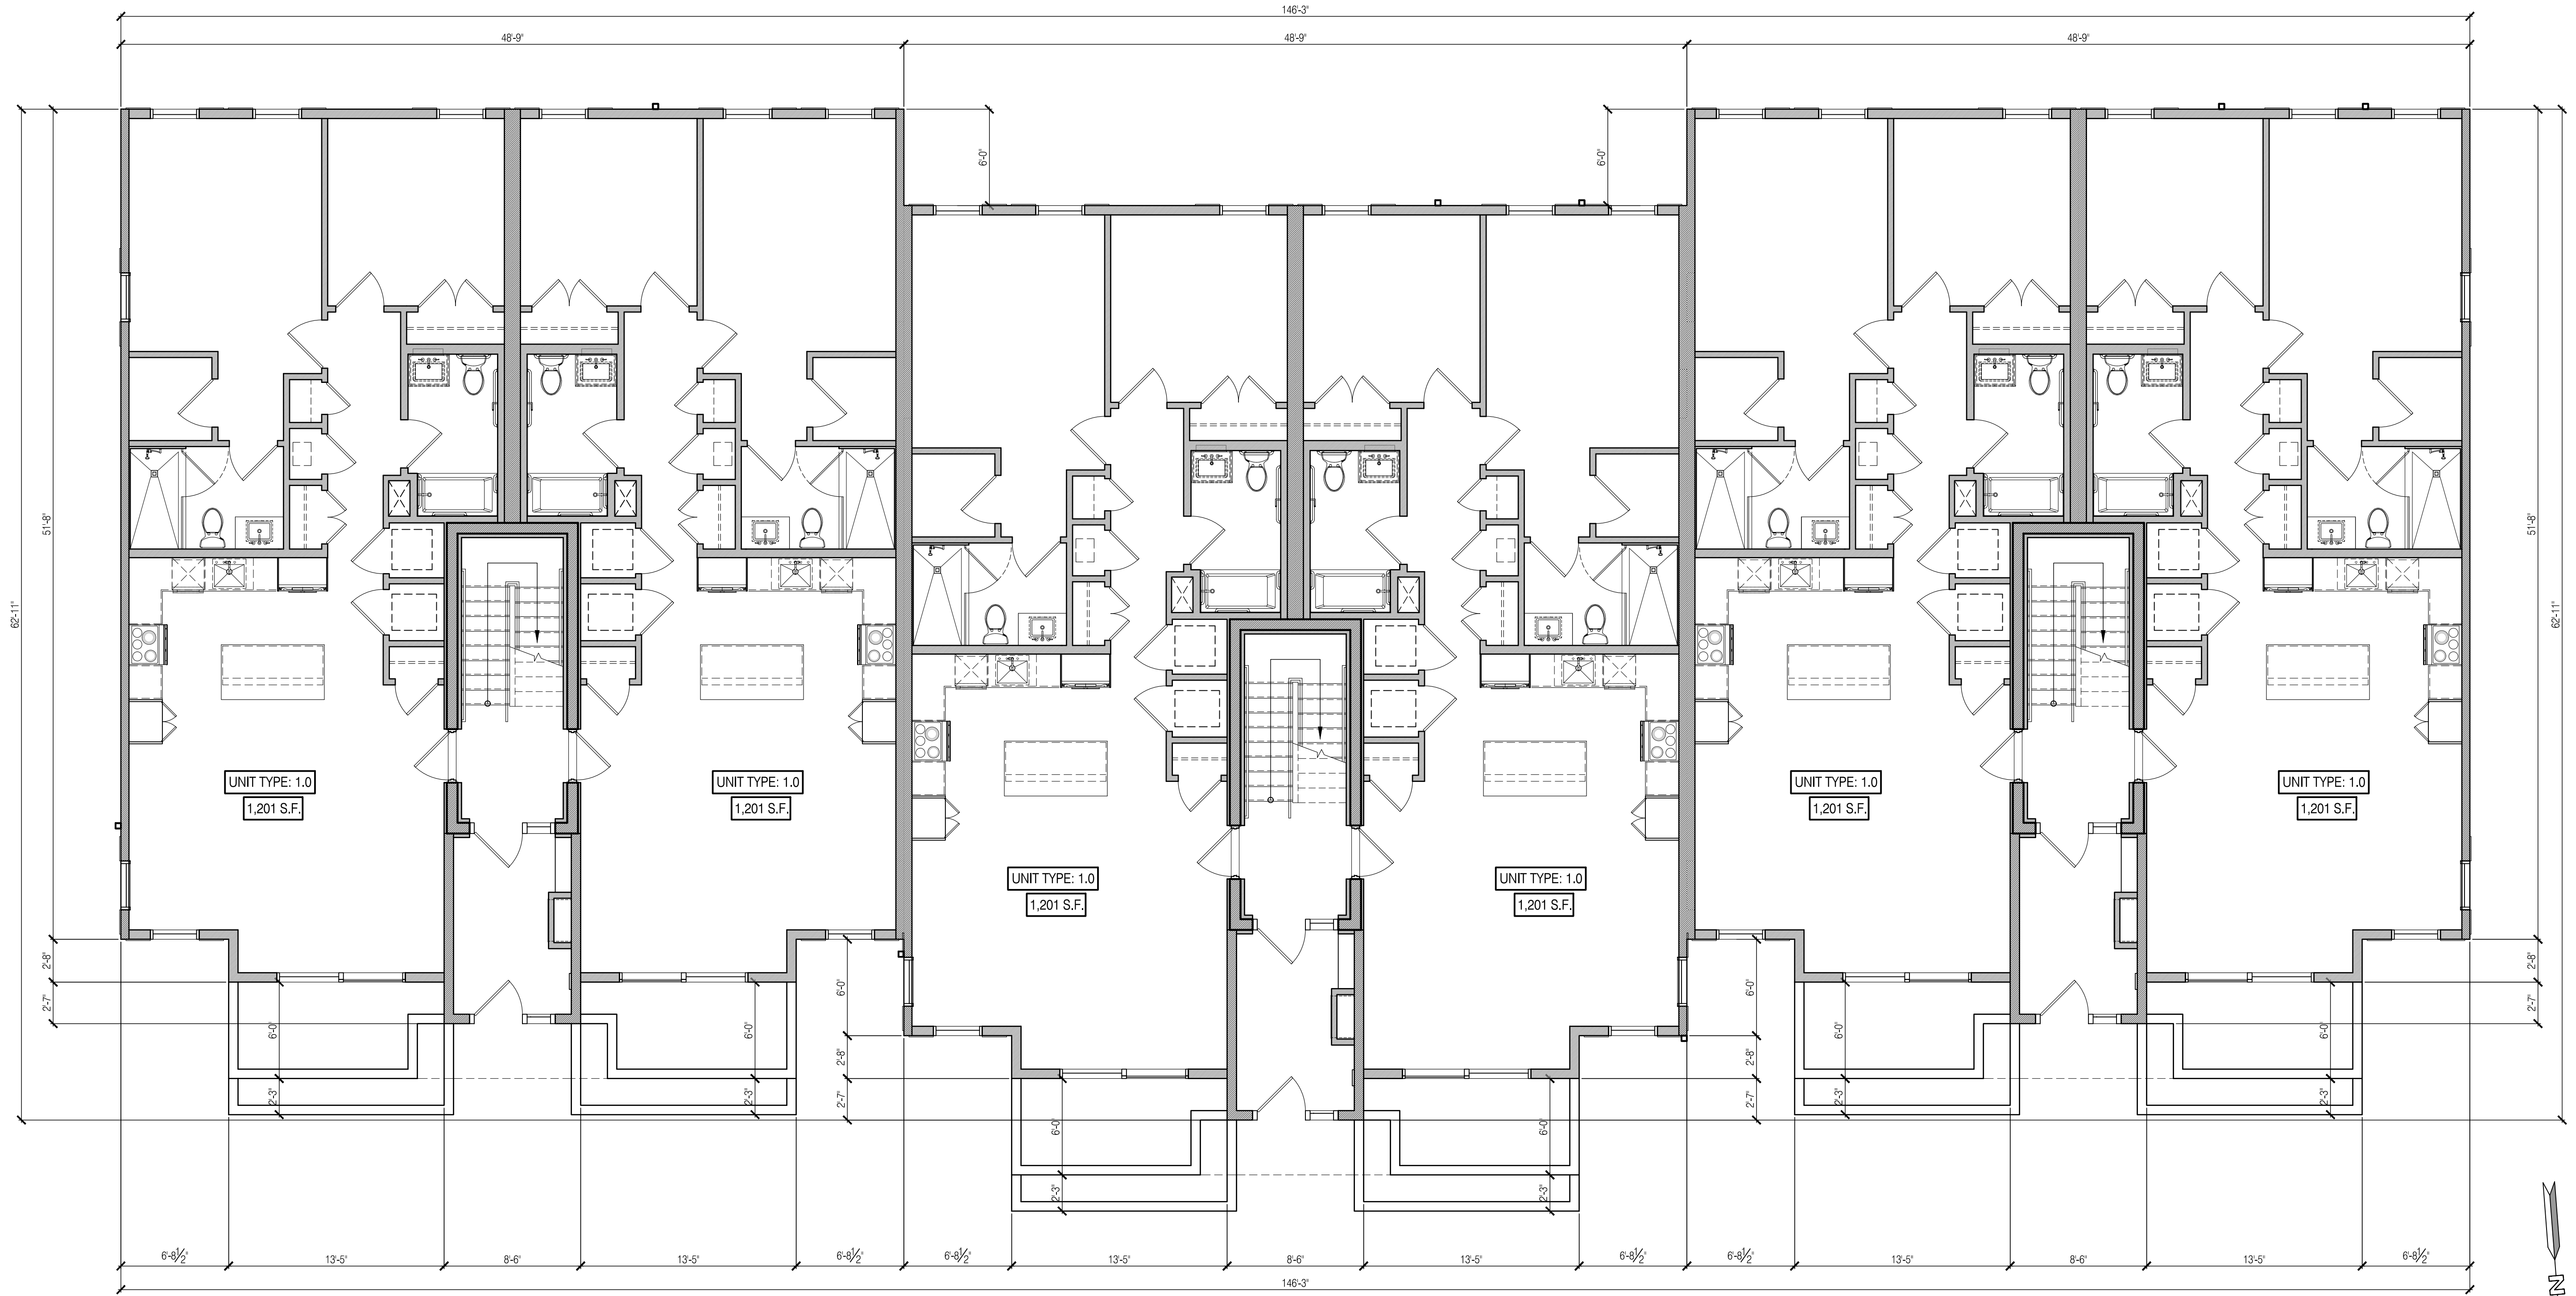 146'-3"
48'-9" 48'-9" 48'-9"
6'-0" 6'-0"
51'-8" 51'-8"
62'-11" 62'-11"
UNIT TYPE: 1.0 UNIT TYPE: 1.0 UNIT TYPE: 1.0 UNIT TYPE: 1.0
1,201 S.F. 1,201 S.F. 1,201 S.F. 1,201 S.F.
UNIT TYPE: 1.0 UNIT TYPE: 1.0
1,201 S.F. 1,201 S.F.
2'-8" 2'-8"
6'-0" 6'-0"
2'-7" 2'-7"
6'-0" 6'-0" 6'-0" 6'-0"
2'-8" 2'-8"
2'-3" 2'-3" 2'-7" 2'-7" 2'-3" 2'-3"
6'-0" 6'-0"
2'-3" 2'-3"
6'-8½" 13'-5" 8'-6" 13'-5" 6'-8½" 6'-8½" 13'-5" 8'-6" 13'-5" 6'-8½" 6'-8½" 13'-5" 8'-6" 13'-5" 6'-8½"
146'-3"
N